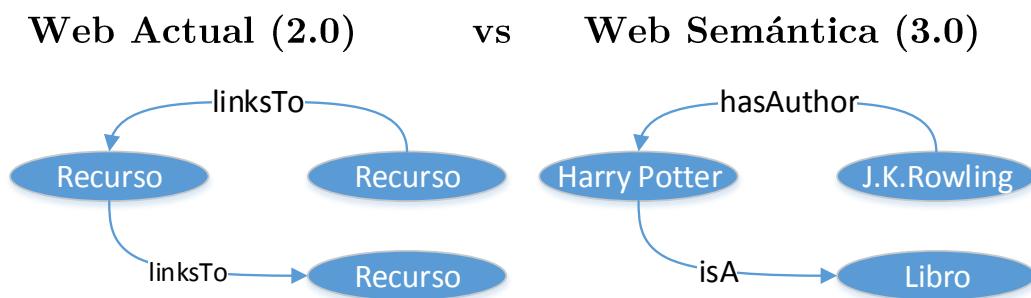 Web Actual (2.0) vs Web Semántica (3.0)
linksTo hasAuthor
Recurso Recurso Harry Potter J.K.Rowling
linksTo Recurso isA Libro